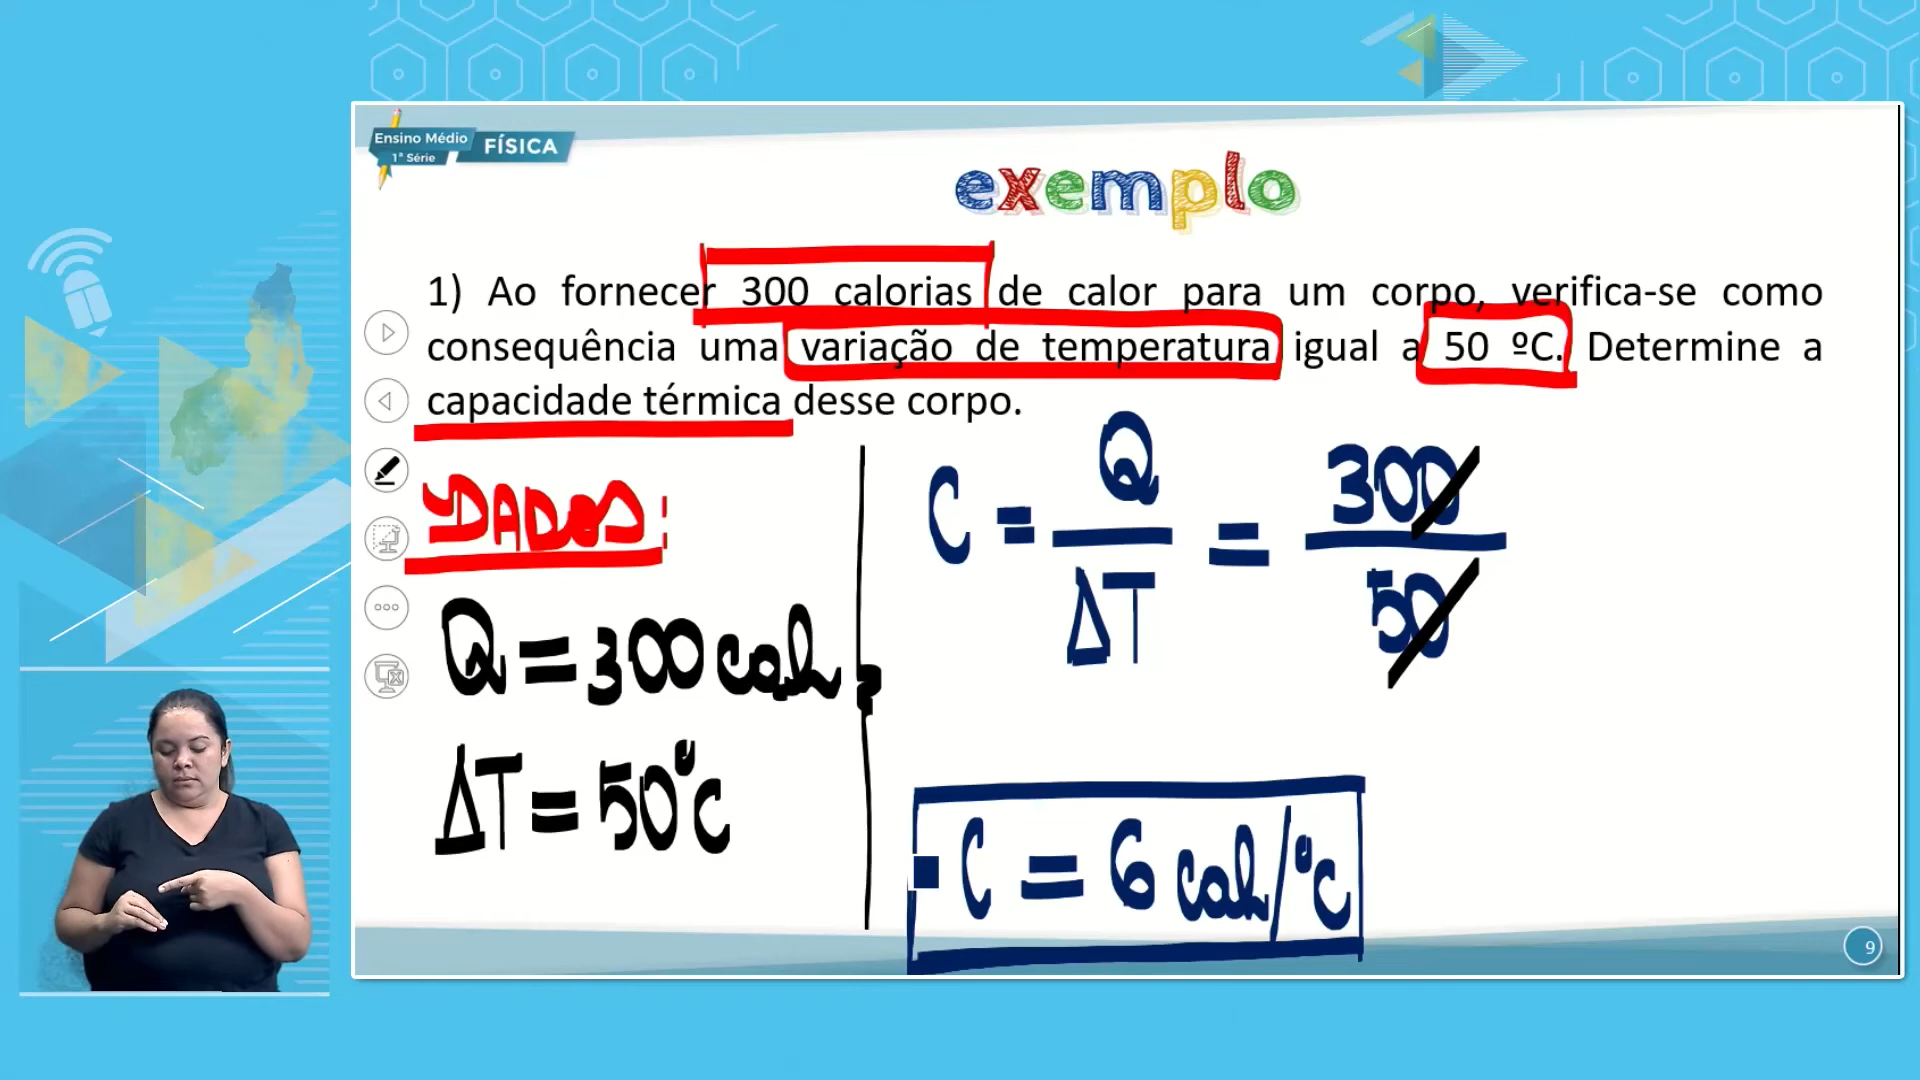 Ensino Médio
1ª Série
FÍSICA
exemplo
1) Ao fornecer 300 calorias de calor para um corpo, verifica-se como
consequência uma variação de temperatura igual a 50 ºC. Determine a
capacidade térmica desse corpo.
DADOS:
Q = 300 cal
ΔT = 50°C
C = Q/ΔT = 300/50
C = 6 cal/°C
9